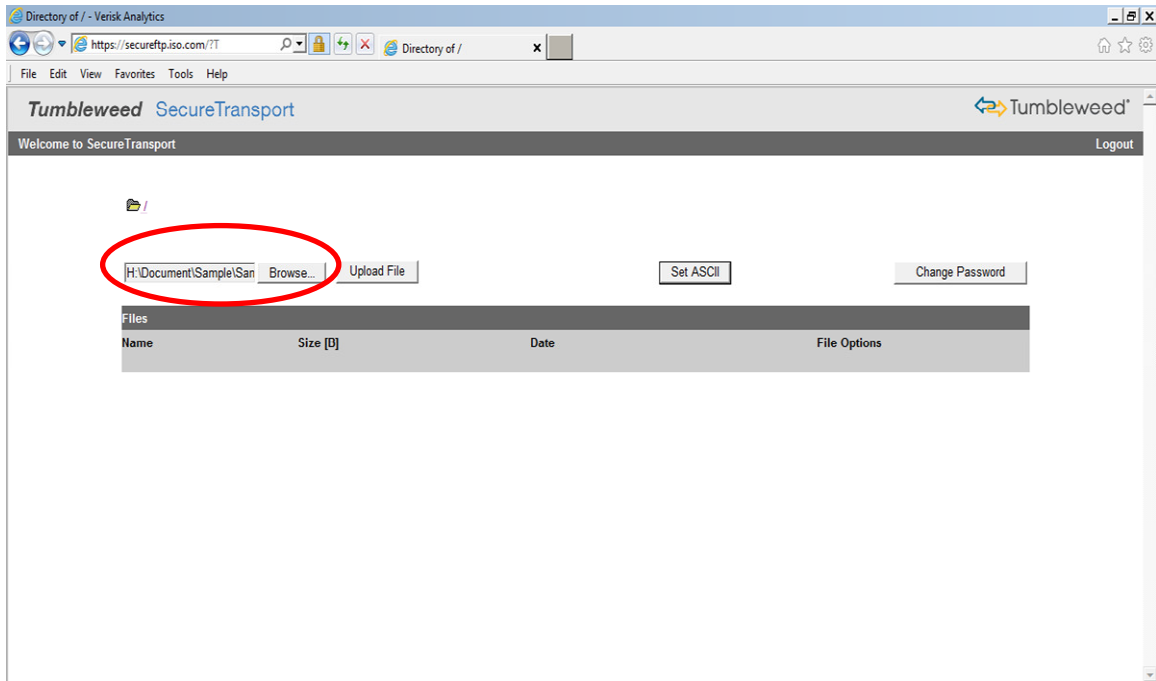 Directory of / - Verisk Analytics
https://secureftp.iso.com/?T
Directory of /
File Edit View Favorites Tools Help
Tumbleweed SecureTransport
Tumbleweed
Welcome to SecureTransport Logout
/
H:\Document\Sample\San Browse... Upload File Set ASCII Change Password
Files
Name Size [B] Date File Options